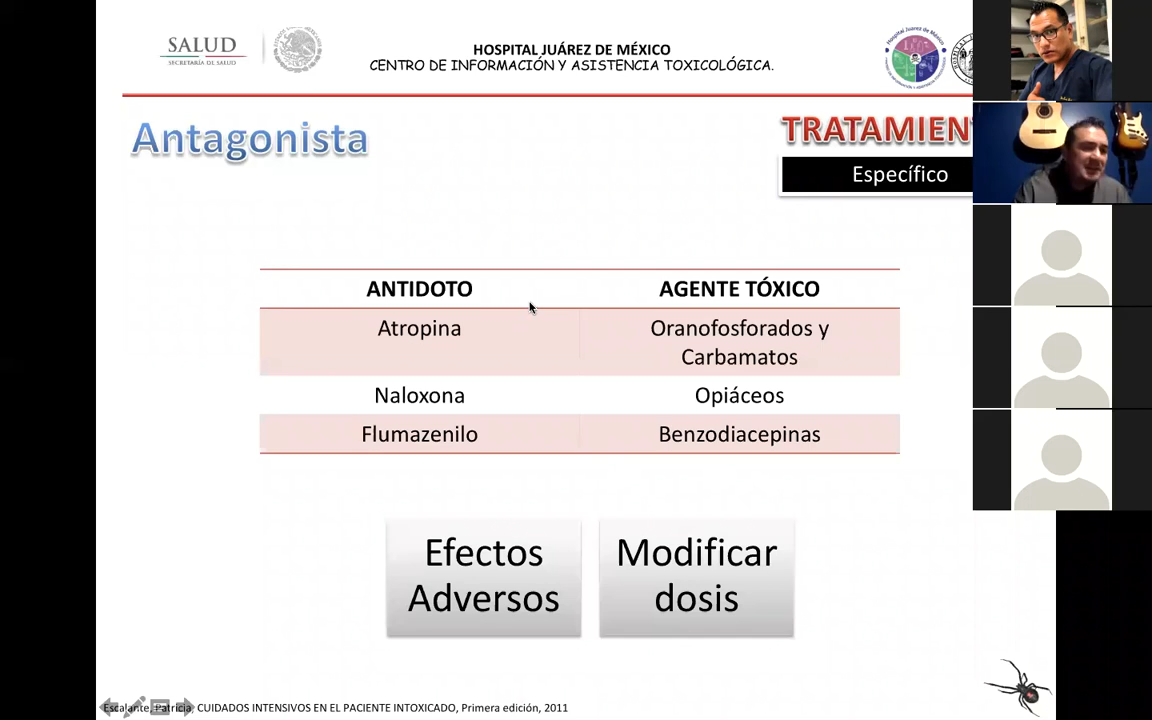 SALUD
SECRETARÍA DE SALUD
HOSPITAL JUÁREZ DE MÉXICO
CENTRO DE INFORMACIÓN Y ASISTENCIA TOXICOLÓGICA.
Antagonista
TRATAMIEN
Específico
ANTIDOTO AGENTE TÓXICO
Atropina Oranofosforados y
Carbamatos
Naloxona Opiáceos
Flumazenilo Benzodiacepinas
Efectos
Adversos
Modificar
dosis
Escalante, Patricia, CUIDADOS INTENSIVOS EN EL PACIENTE INTOXICADO, Primera edición, 2011